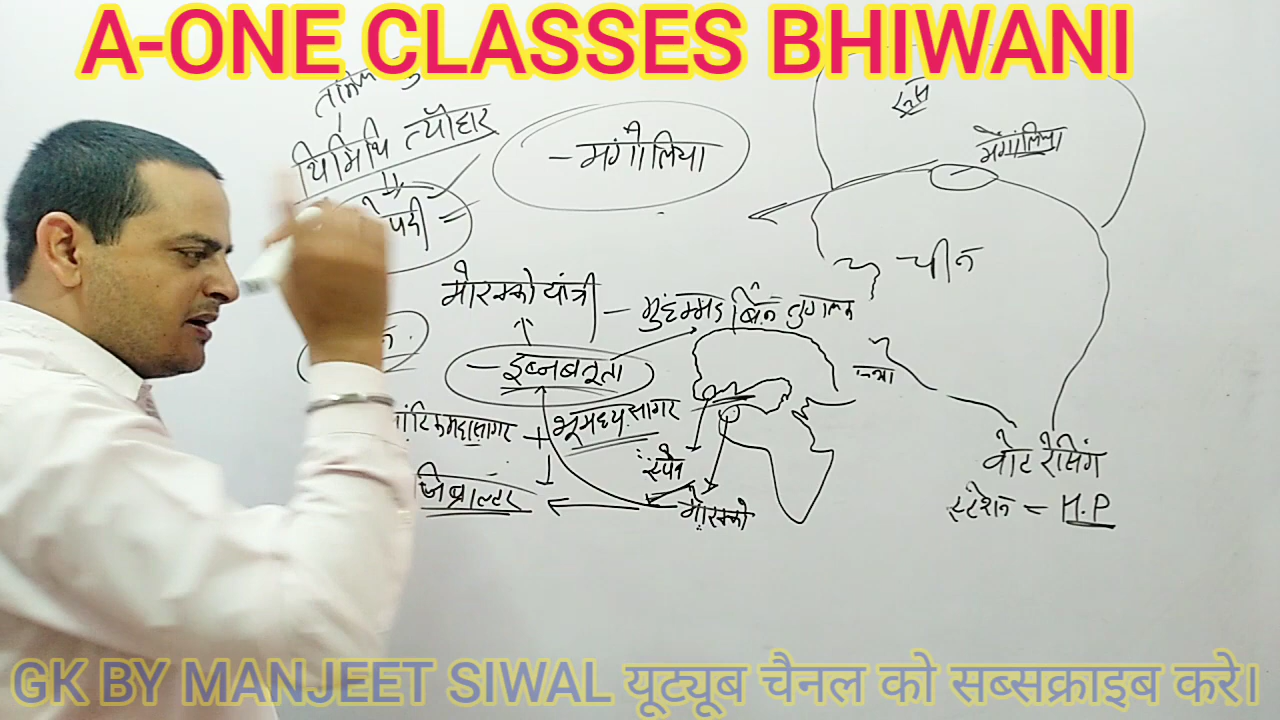 A-ONE CLASSES BHIWANI
थिमिथि त्यौहार
- मंगोलिया
रूस
मंगोलिया
चीन
मोरक्को यात्री - मुहम्मद बिन तुगलक
- इब्नबतूता
भूमध्य सागर
स्पेन
जिब्राल्टर
मोरक्को
वोट रेसिंग
स्टेशन = H.P
GK BY MANJEET SIWAL यूट्यूब चैनल को सब्सक्राइब करे।